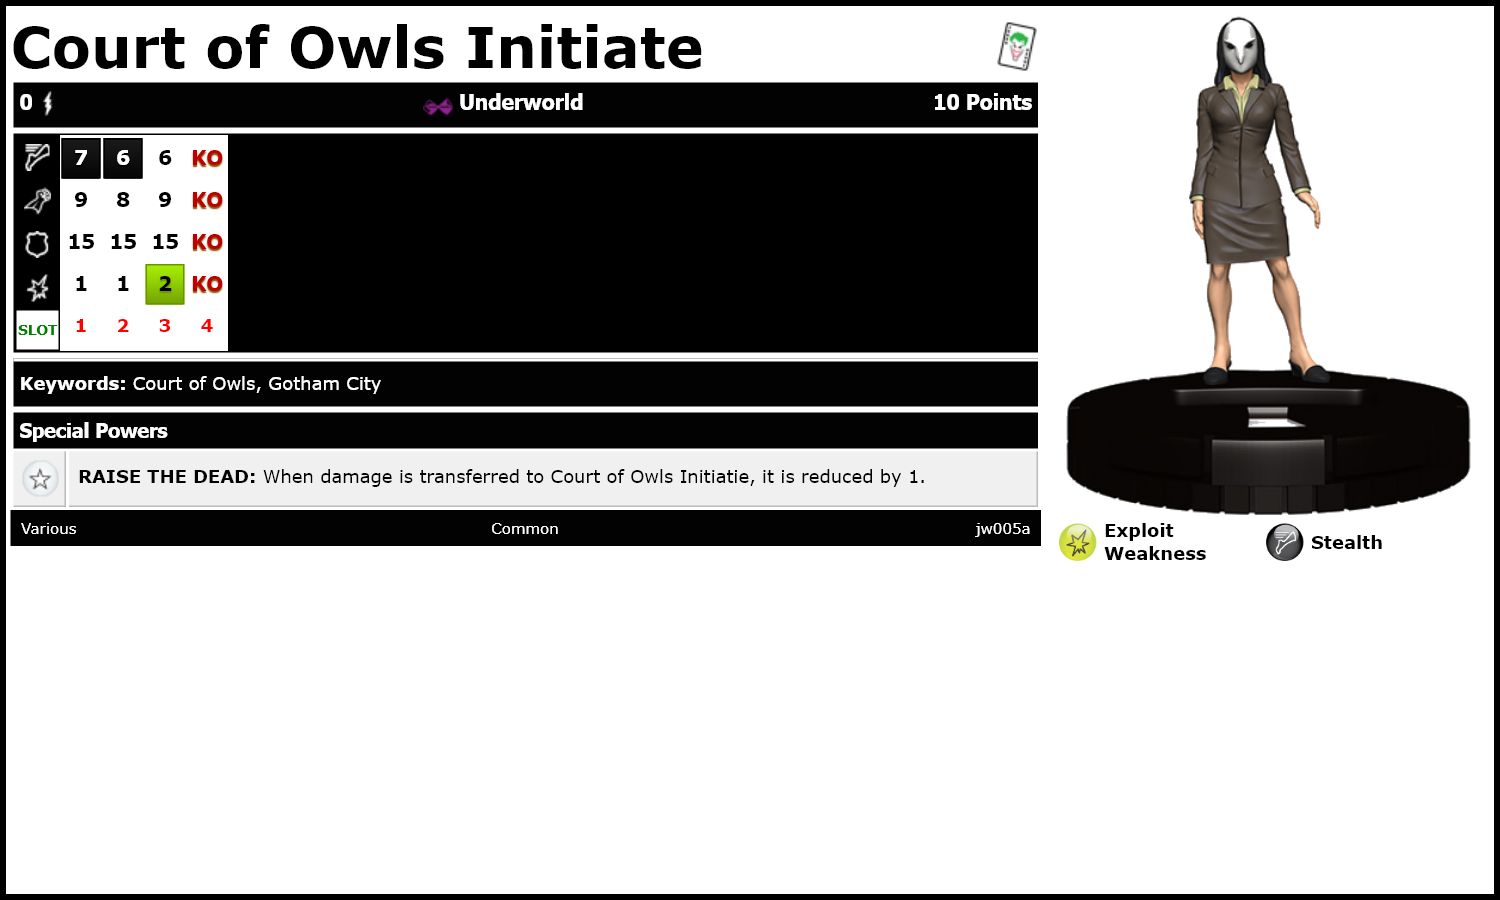 Court of Owls Initiate
0 Underworld 10 Points
7 6 6 KO
9 8 9 KO
15 15 15 KO
1 1 2 KO
SLOT 1 2 3 4
Keywords: Court of Owls, Gotham City
Special Powers
RAISE THE DEAD: When damage is transferred to Court of Owls Initiatie, it is reduced by 1.
Various Common jw005a
Exploit
Weakness
Stealth